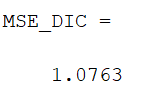 MSE_DIC =
1.0763